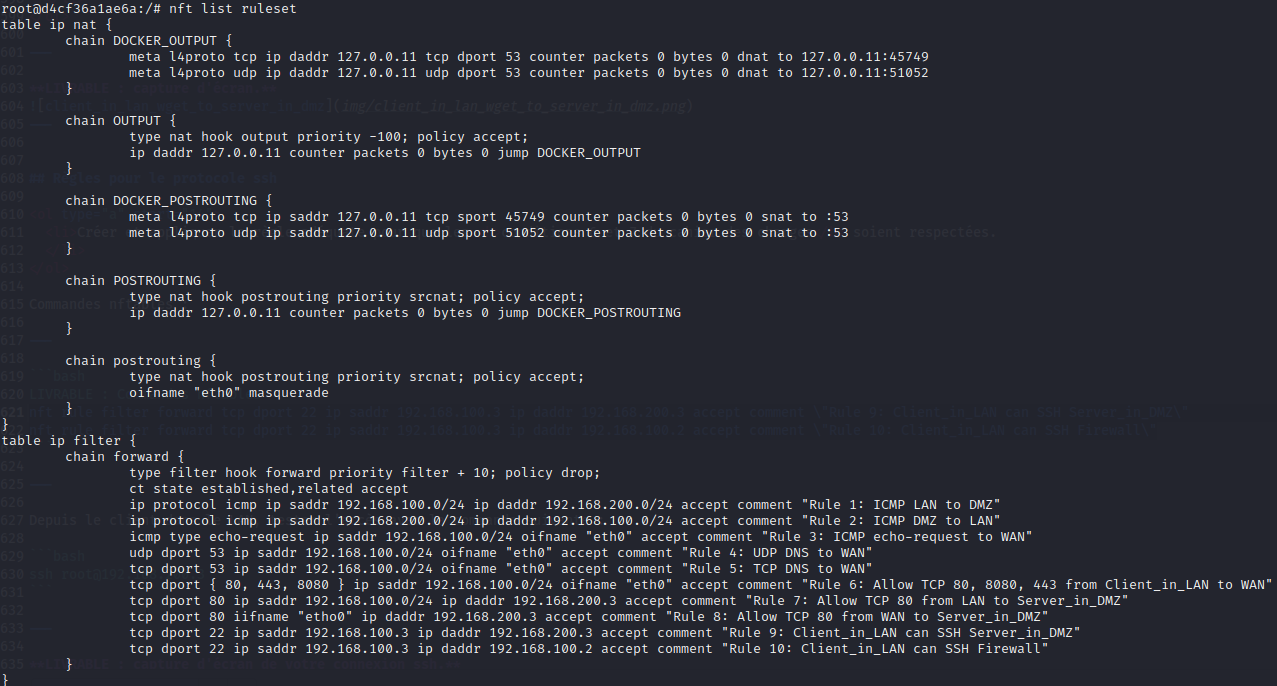 root@d4cf36a1ae6a:/# nft list ruleset
table ip nat {
chain DOCKER_OUTPUT {
meta l4proto tcp ip daddr 127.0.0.11 tcp dport 53 counter packets 0 bytes 0 dnat to 127.0.0.11:45749
meta l4proto udp ip daddr 127.0.0.11 udp dport 53 counter packets 0 bytes 0 dnat to 127.0.0.11:51052
}
chain OUTPUT {
type nat hook output priority -100; policy accept;
ip daddr 127.0.0.11 counter packets 0 bytes 0 jump DOCKER_OUTPUT
}
chain DOCKER_POSTROUTING {
meta l4proto tcp ip saddr 127.0.0.11 tcp sport 45749 counter packets 0 bytes 0 snat to :53
meta l4proto udp ip saddr 127.0.0.11 udp sport 51052 counter packets 0 bytes 0 snat to :53
}
chain POSTROUTING {
type nat hook postrouting priority srcnat; policy accept;
ip daddr 127.0.0.11 counter packets 0 bytes 0 jump DOCKER_POSTROUTING
}
chain postrouting {
type nat hook postrouting priority srcnat; policy accept;
oifname "eth0" masquerade
}
}
table ip filter {
chain forward {
type filter hook forward priority filter + 10; policy drop;
ct state established,related accept
ip protocol icmp ip saddr 192.168.100.0/24 ip daddr 192.168.200.0/24 accept comment "Rule 1: ICMP LAN to DMZ"
ip protocol icmp ip saddr 192.168.200.0/24 ip daddr 192.168.100.0/24 accept comment "Rule 2: ICMP DMZ to LAN"
icmp type echo-request ip saddr 192.168.100.0/24 oifname "eth0" accept comment "Rule 3: ICMP echo-request to WAN"
udp dport 53 ip saddr 192.168.100.0/24 oifname "eth0" accept comment "Rule 4: UDP DNS to WAN"
tcp dport 53 ip saddr 192.168.100.0/24 oifname "eth0" accept comment "Rule 5: TCP DNS to WAN"
tcp dport { 80, 443, 8080 } ip saddr 192.168.100.0/24 oifname "eth0" accept comment "Rule 6: Allow TCP 80, 8080, 443 from Client_in_LAN to WAN"
tcp dport 80 ip saddr 192.168.100.0/24 ip daddr 192.168.200.3 accept comment "Rule 7: Allow TCP 80 from LAN to Server_in_DMZ"
tcp dport 80 iifname "etho0" ip daddr 192.168.200.3 accept comment "Rule 8: Allow TCP 80 from WAN to Server_in_DMZ"
tcp dport 22 ip saddr 192.168.100.3 ip daddr 192.168.200.3 accept comment "Rule 9: Client_in_LAN can SSH Server_in_DMZ"
tcp dport 22 ip saddr 192.168.100.3 ip daddr 192.168.100.2 accept comment "Rule 10: Client_in_LAN can SSH Firewall"
}
}